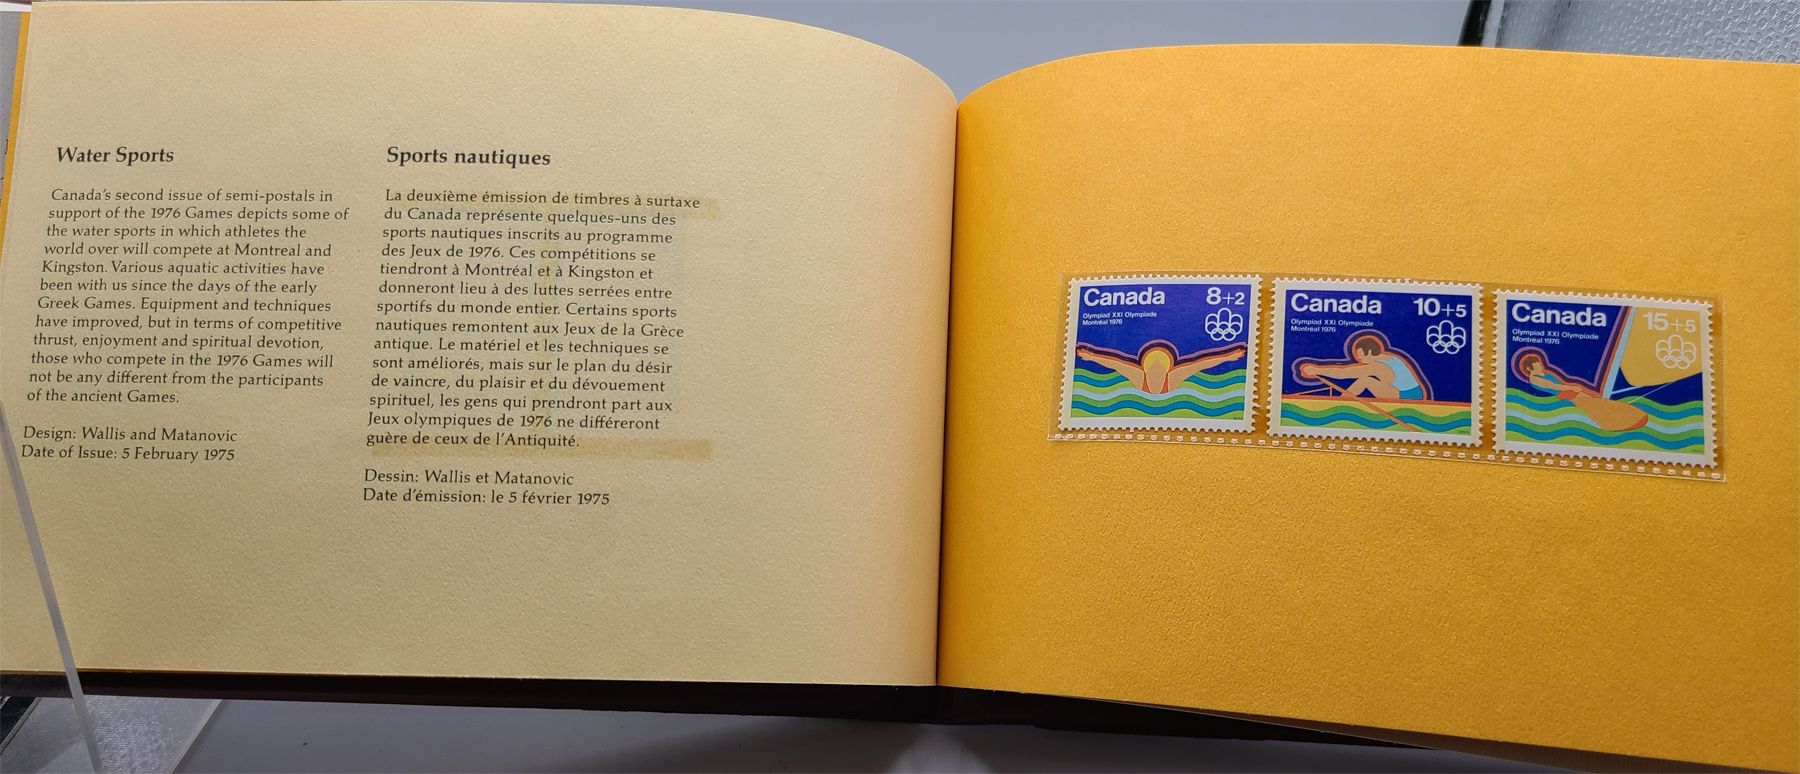 Water Sports
Canada's second issue of semi-postals in
support of the 1976 Games depicts some of
the water sports in which athletes the
world over will compete at Montreal and
Kingston. Various aquatic activities have
been with us since the days of the early
Greek Games. Equipment and techniques
have improved, but in terms of competitive
thrust, enjoyment and spiritual devotion,
those who compete in the 1976 Games will
not be any different from the participants
of the ancient Games.
Design: Wallis and Matanovic
Date of Issue: 5 February 1975
Sports nautiques
La deuxième émission de timbres à surtaxe
du Canada représente quelques-uns des
sports nautiques inscrits au programme
des Jeux de 1976. Ces compétitions se
tiendront à Montréal et à Kingston et
donneront lieu à des luttes serrées entre
sportifs du monde entier. Certains sports
nautiques remontent aux Jeux de la Grèce
antique. Le matériel et les techniques se
sont améliorés, mais sur le plan du désir
de vaincre, du plaisir et du dévouement
spirituel, les gens qui prendront part aux
Jeux olympiques de 1976 ne différeront
guère de ceux de l'Antiquité.
Dessin: Wallis et Matanovic
Date d'émission: le 5 février 1975
Canada 8+2
Olympiad XXI Olympiade
Montréal 1976
Canada 10+5
Olympiad XXI Olympiade
Montréal 1976
Canada 15+5
Olympiad XXI Olympiade
Montréal 1976